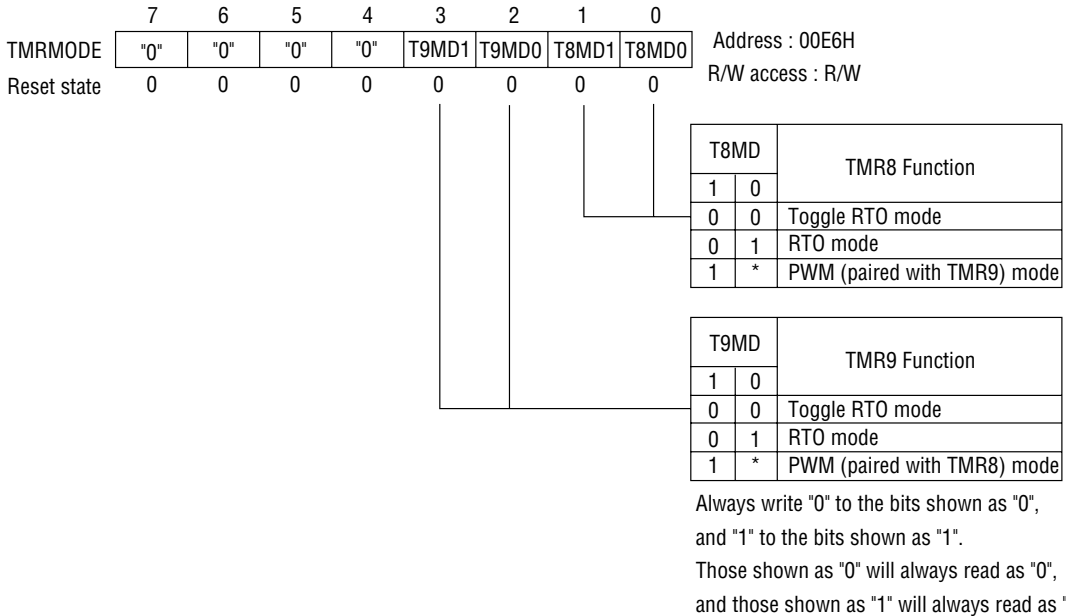 7 6 5 4 3 2 1 0
TMRMODE "0" "0" "0" "0" T9MD1 T9MD0 T8MD1 T8MD0
Reset state 0 0 0 0 0 0 0 0
Address : 00E6H
R/W access : R/W
T8MD TMR8 Function
1 0
0 0 Toggle RTO mode
0 1 RTO mode
1 * PWM (paired with TMR9) mode
T9MD TMR9 Function
1 0
0 0 Toggle RTO mode
0 1 RTO mode
1 * PWM (paired with TMR8) mode
Always write "0" to the bits shown as "0",
and "1" to the bits shown as "1".
Those shown as "0" will always read as "0",
and those shown as "1" will always read as "